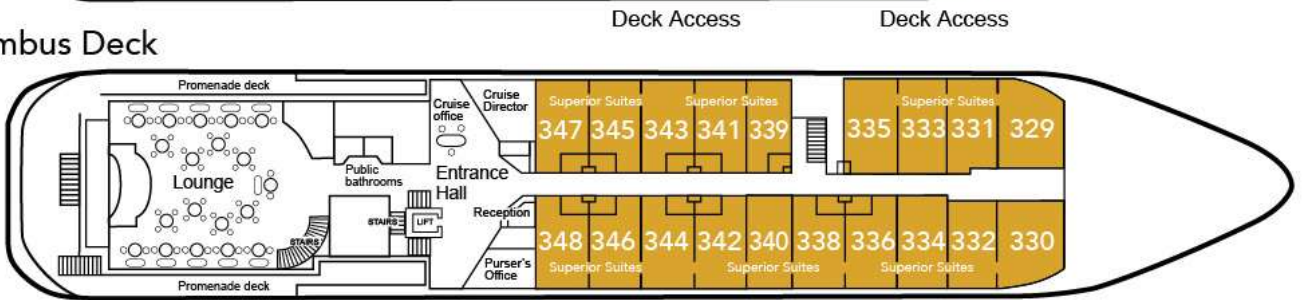 Deck Access
Deck Access
mbus Deck
Promenade deck
Cruise
office
Cruise
Director
Superior Suites
Superior Suites
Superior Suites
347 345 343 341 339
335 333 331 329
Lounge
Public
bathrooms
Entrance
Hall
STAIRS
LIFT
Reception
STAIRS
348 346 344 342 340 338 336 334 332 330
Superior Suites
Superior Suites
Superior Suites
Purser's
Office
Promenade deck